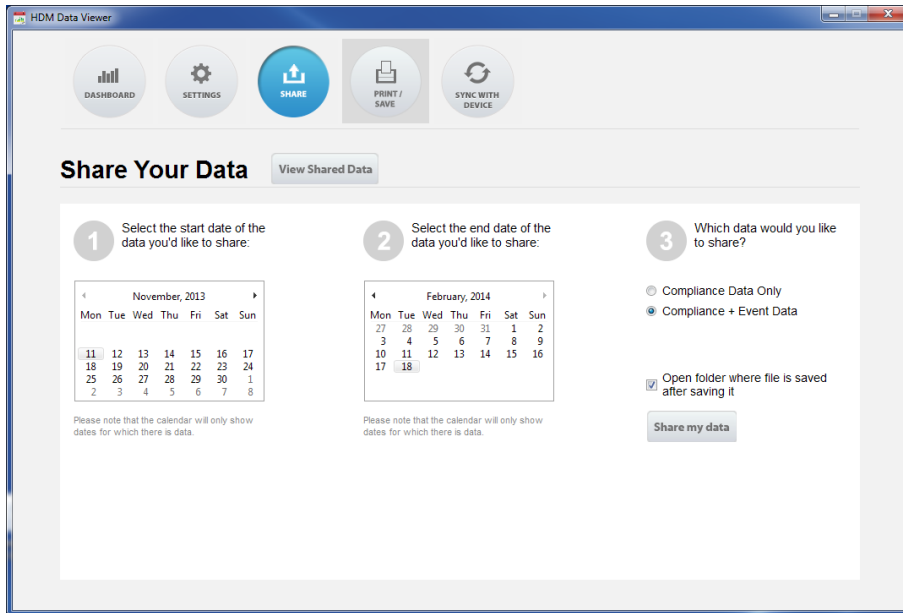 HDM Data Viewer
DASHBOARD
SETTINGS
SHARE
PRINT /
SAVE
SYNC WITH
DEVICE
Share Your Data
View Shared Data
1
Select the start date of the
data you'd like to share:
November, 2013
Mon Tue Wed Thu Fri Sat Sun
11 12 13 14 15 16 17
18 19 20 21 22 23 24
25 26 27 28 29 30 1
2 3 4 5 6 7 8
Please note that the calendar will only show
dates for which there is data.
2
Select the end date of the
data you'd like to share:
February, 2014
Mon Tue Wed Thu Fri Sat Sun
27 28 29 30 31 1 2
3 4 5 6 7 8 9
10 11 12 13 14 15 16
17 18
Please note that the calendar will only show
dates for which there is data.
3
Which data would you like
to share?
Compliance Data Only
Compliance + Event Data
Open folder where file is saved
after saving it
Share my data